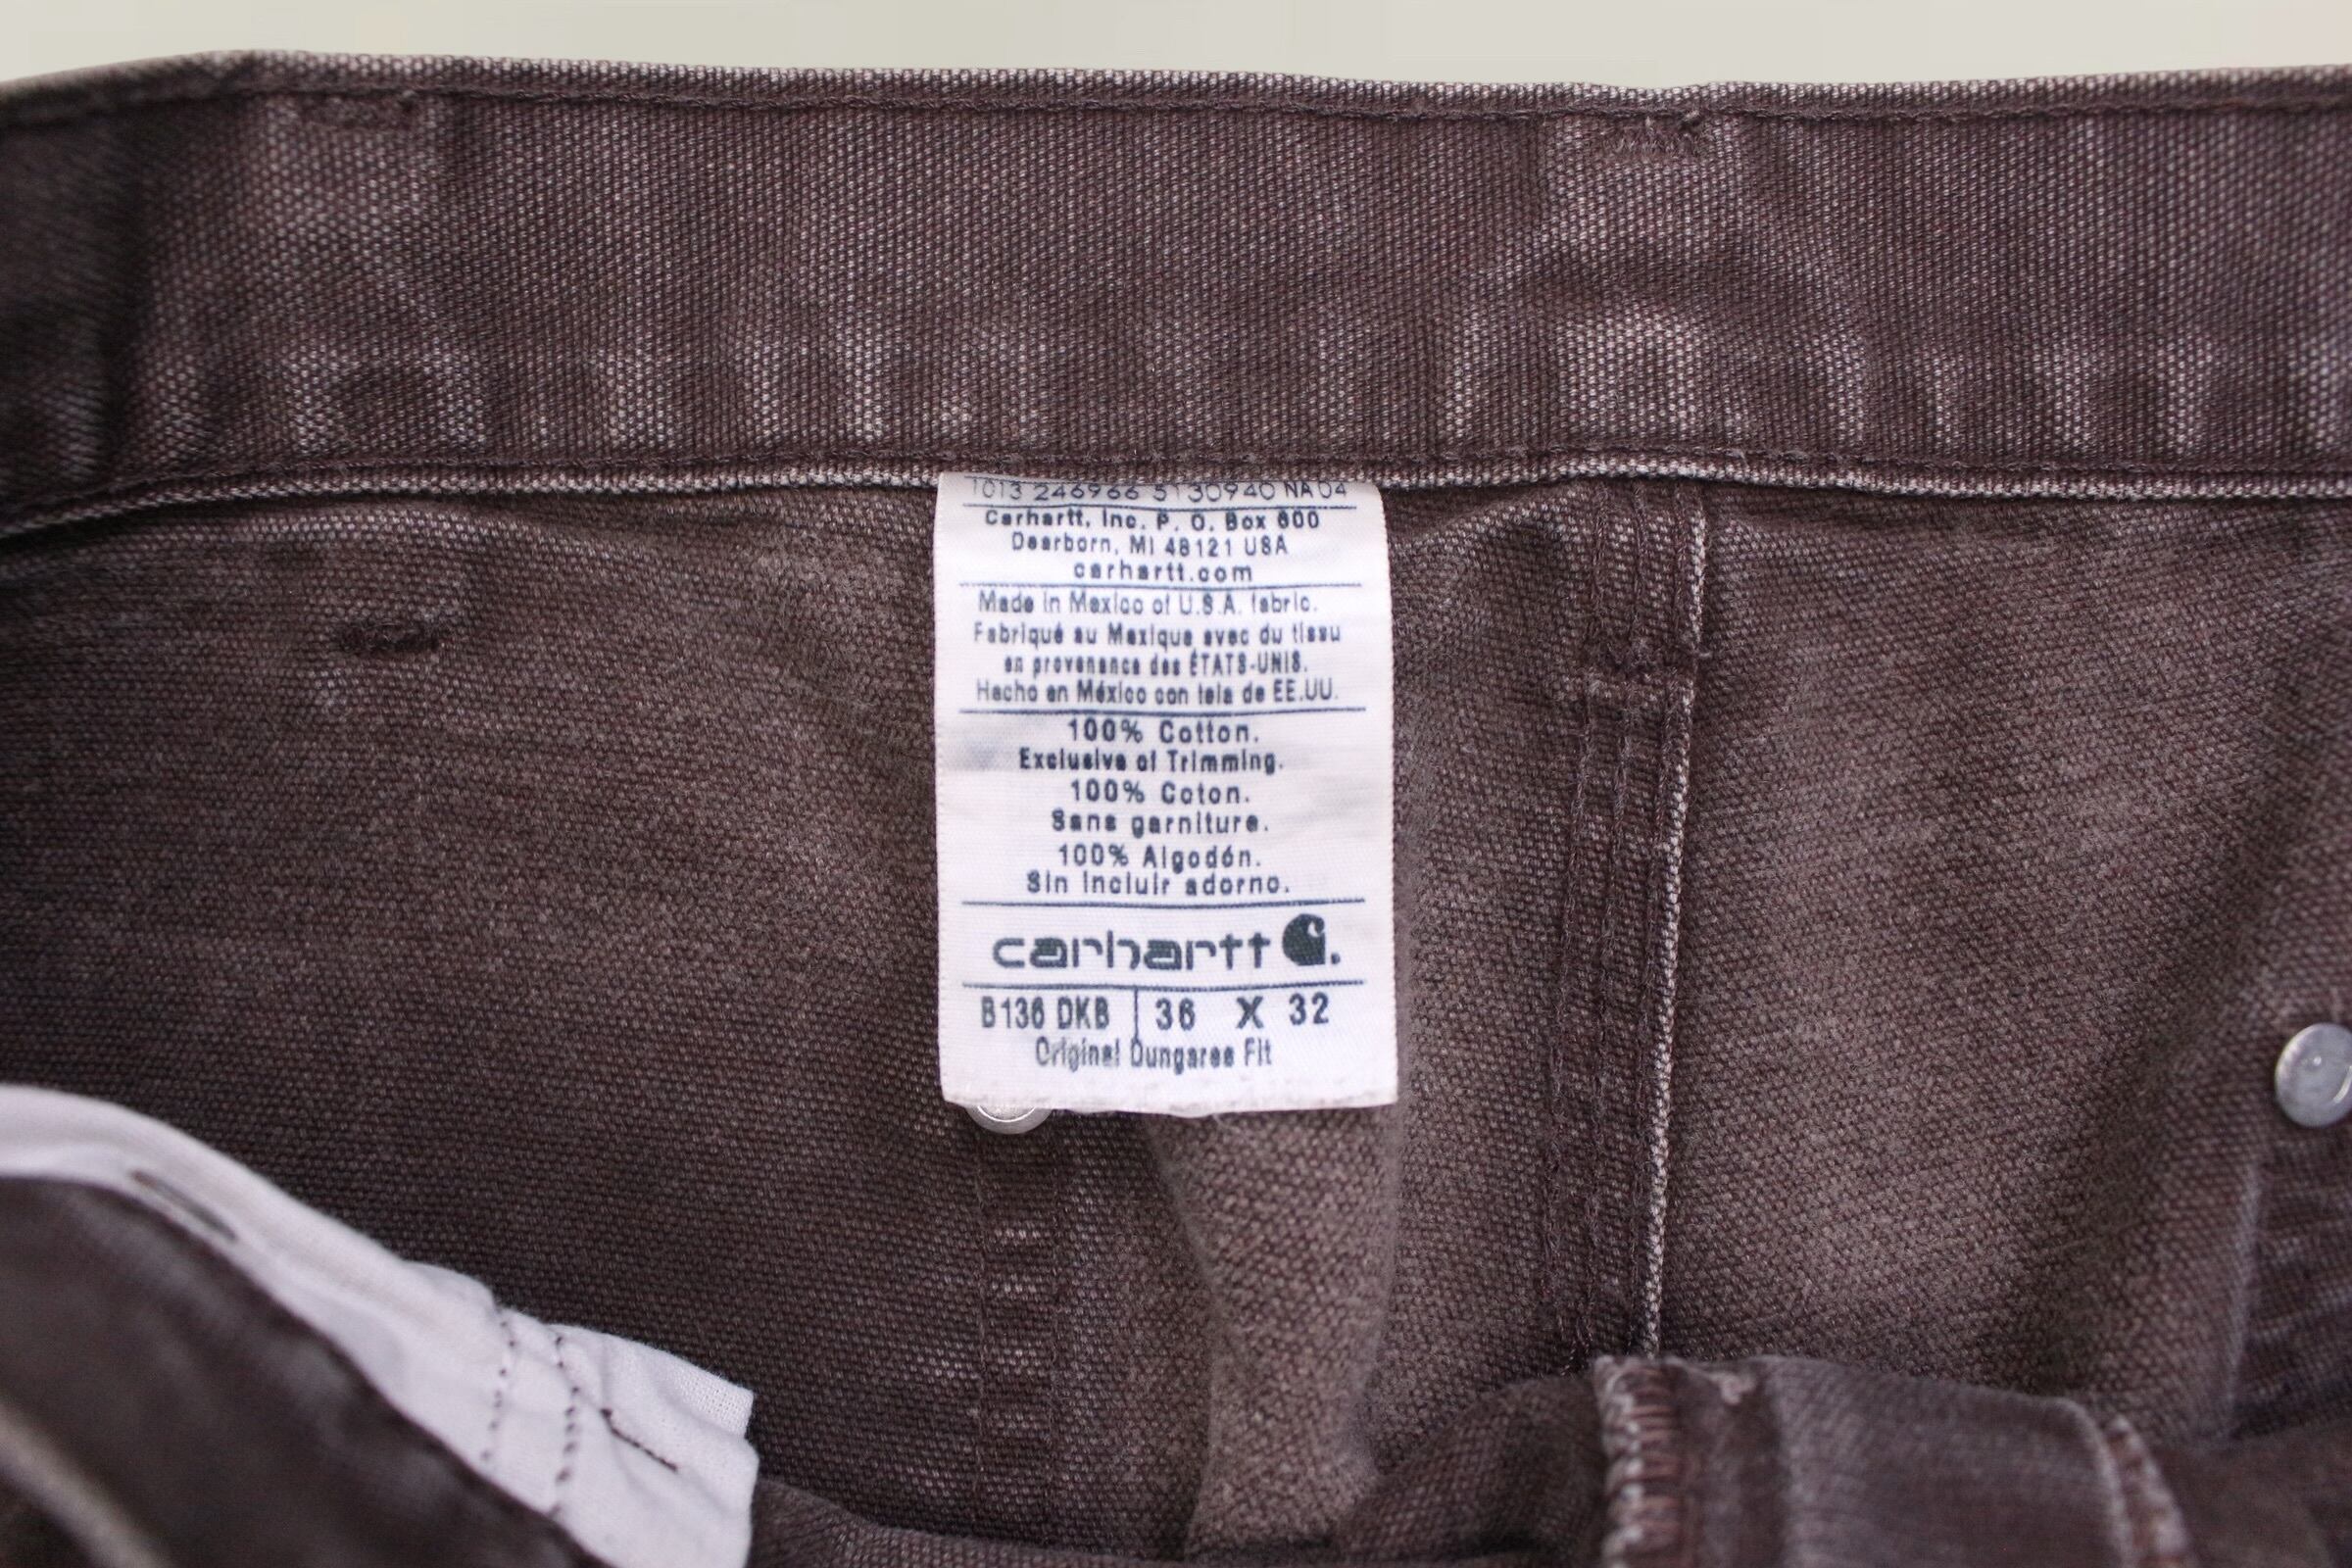 1013 246966 5130940 NA 04
Carhartt, Inc. P. O. Box 600
Dearborn, MI 48121 USA
carhartt.com
Made in Mexico of U.S.A. fabric.
Fabriqué au Mexique avec du tissu
en provenance des ÉTATS-UNIS.
Hecho en México con tela de EE.UU.
100% Cotton.
Exclusive of Trimming.
100% Coton.
Sans garniture.
100% Algodón.
Sin incluir adorno.
carhartt
B136 DKB 36 X 32
Original Dungaree Fit